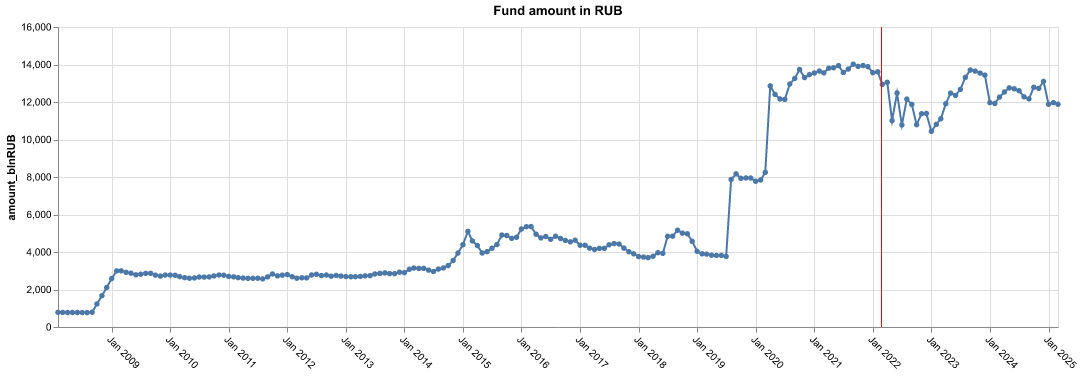 Fund amount in RUB
amount_blnRUB
16,000
14,000
12,000
10,000
8,000
6,000
4,000
2,000
0
Jan 2009
Jan 2010
Jan 2011
Jan 2012
Jan 2013
Jan 2014
Jan 2015
Jan 2016
Jan 2017
Jan 2018
Jan 2019
Jan 2020
Jan 2021
Jan 2022
Jan 2023
Jan 2024
Jan 2025